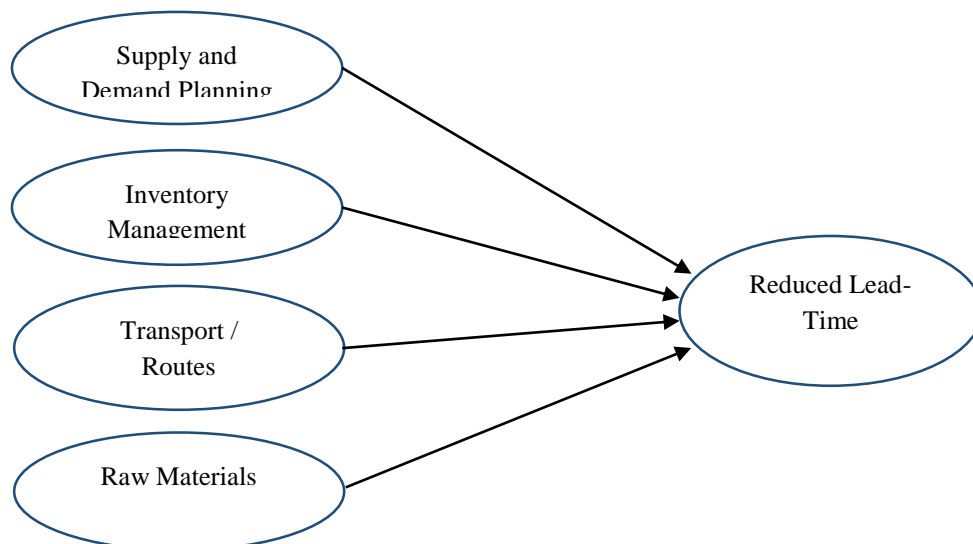 Supply and
Demand Planning
Inventory
Management
Transport /
Routes
Raw Materials
Reduced Lead-
Time